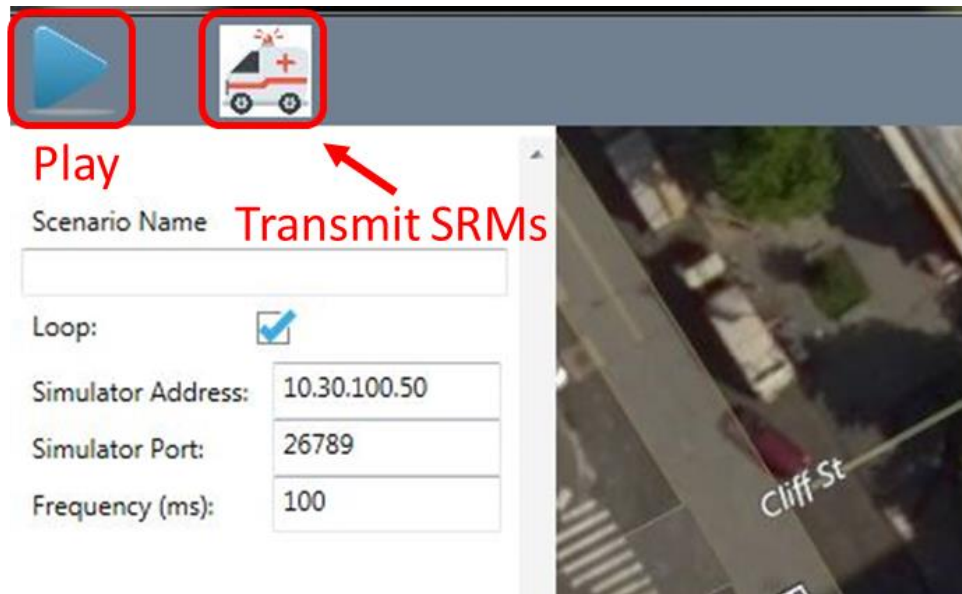 Play
Transmit SRMs
Scenario Name
Loop:
Simulator Address: 10.30.100.50
Simulator Port: 26789
Frequency (ms): 100
Cliff St